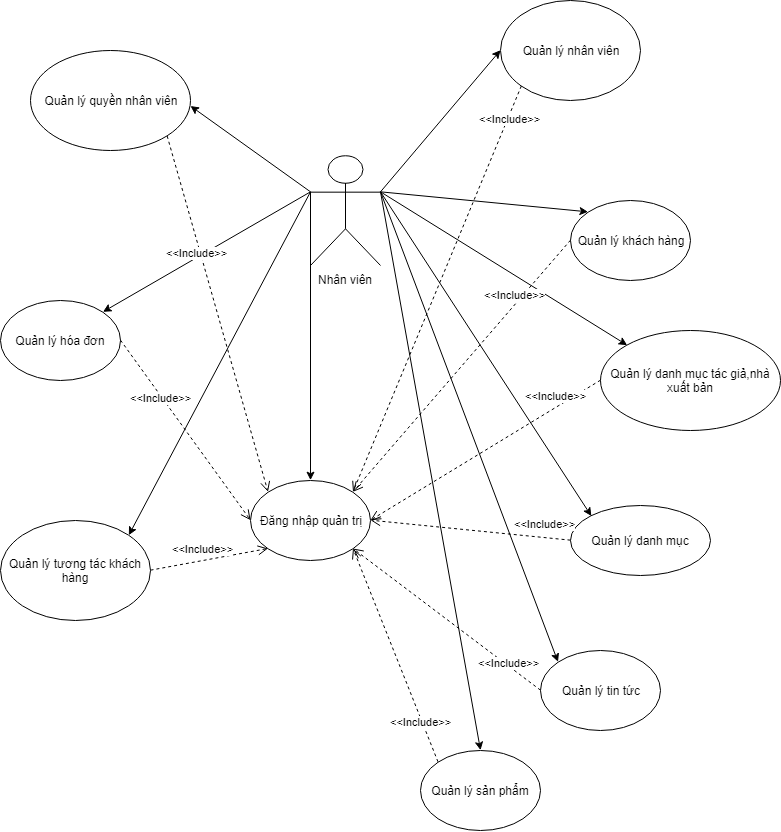 Quản lý nhân viên
Quản lý quyền nhân viên
<<Include>>
Quản lý khách hàng
<<Include>>
Nhân viên
<<Include>>
Quản lý hóa đơn
Quản lý danh mục tác giả,nhà
xuất bản
<<Include>>
<<Include>>
Đăng nhập quản trị
<<Include>>
Quản lý danh mục
<<Include>>
Quản lý tương tác khách
hàng
<<Include>>
Quản lý tin tức
<<Include>>
Quản lý sản phẩm